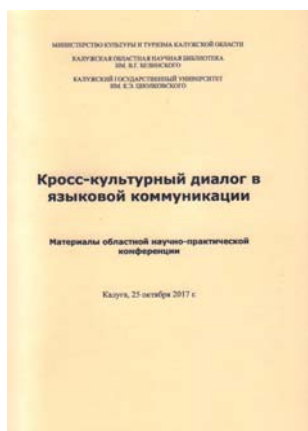 МИНИСТЕРСТВО КУЛЬТУРЫ И ТУРИЗМА КАЛУЖСКОЙ ОБЛАСТИ
КАЛУЖСКАЯ ОБЛАСТНАЯ НАУЧНАЯ БИБЛИОТЕКА
ИМ. В.Г. БЕЛИНСКОГО
КАЛУЖСКИЙ ГОСУДАРСТВЕННЫЙ УНИВЕРСИТЕТ
ИМ. К.Э. ЦИОЛКОВСКОГО
Кросс-культурный диалог в
языковой коммуникации
Материалы областной научно-практической
конференции
Калуга, 25 октября 2017 г.